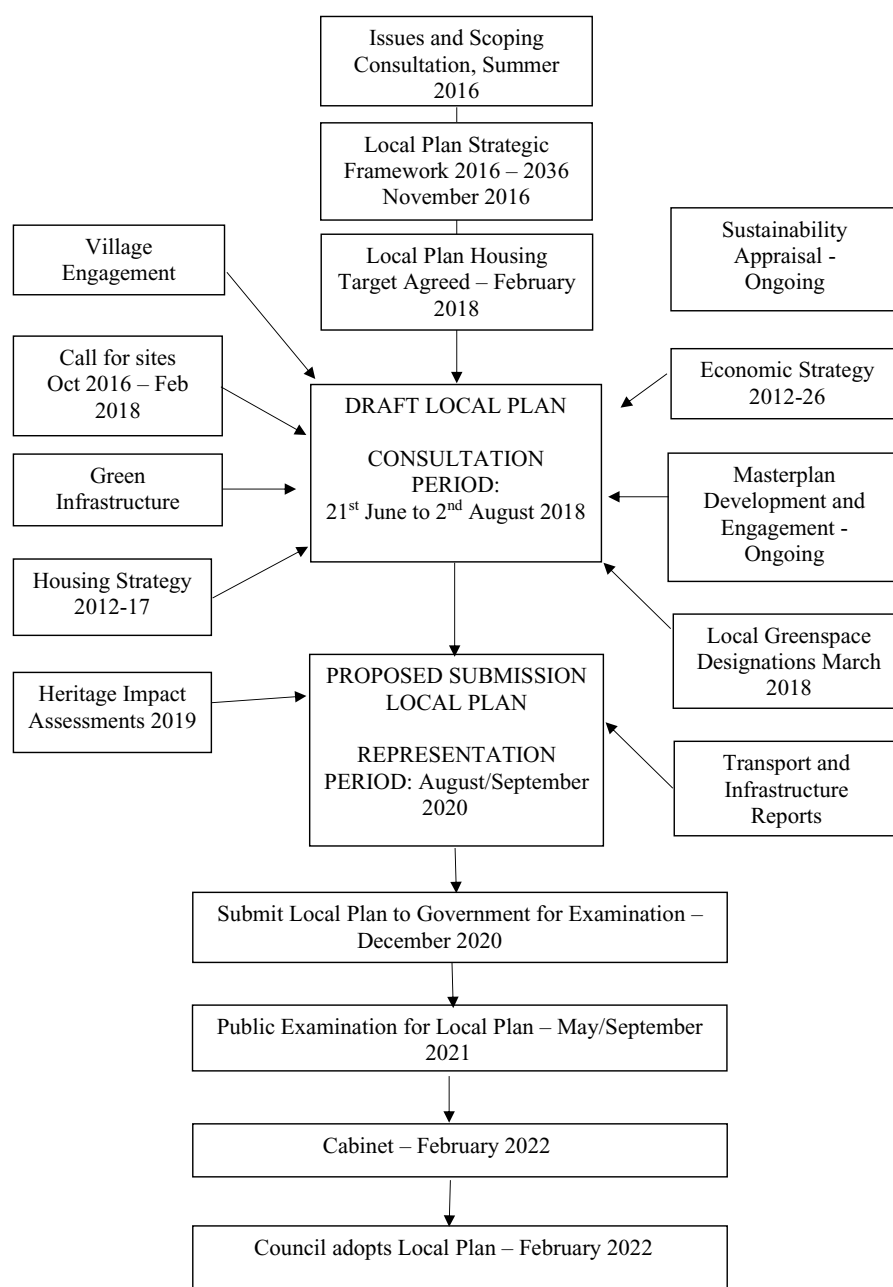 Issues and Scoping
Consultation, Summer
2016
Local Plan Strategic
Framework 2016 – 2036
November 2016
Local Plan Housing
Target Agreed – February
2018
Sustainability
Appraisal -
Ongoing
Village
Engagement
Call for sites
Oct 2016 – Feb
2018
Economic Strategy
2012-26
DRAFT LOCAL PLAN
CONSULTATION
PERIOD:
21st June to 2nd August 2018
Green
Infrastructure
Masterplan
Development and
Engagement -
Ongoing
Housing Strategy
2012-17
Local Greenspace
Designations March
2018
Heritage Impact
Assessments 2019
PROPOSED SUBMISSION
LOCAL PLAN
REPRESENTATION
PERIOD: August/September
2020
Transport and
Infrastructure
Reports
Submit Local Plan to Government for Examination –
December 2020
Public Examination for Local Plan – May/September
2021
Cabinet – February 2022
Council adopts Local Plan – February 2022